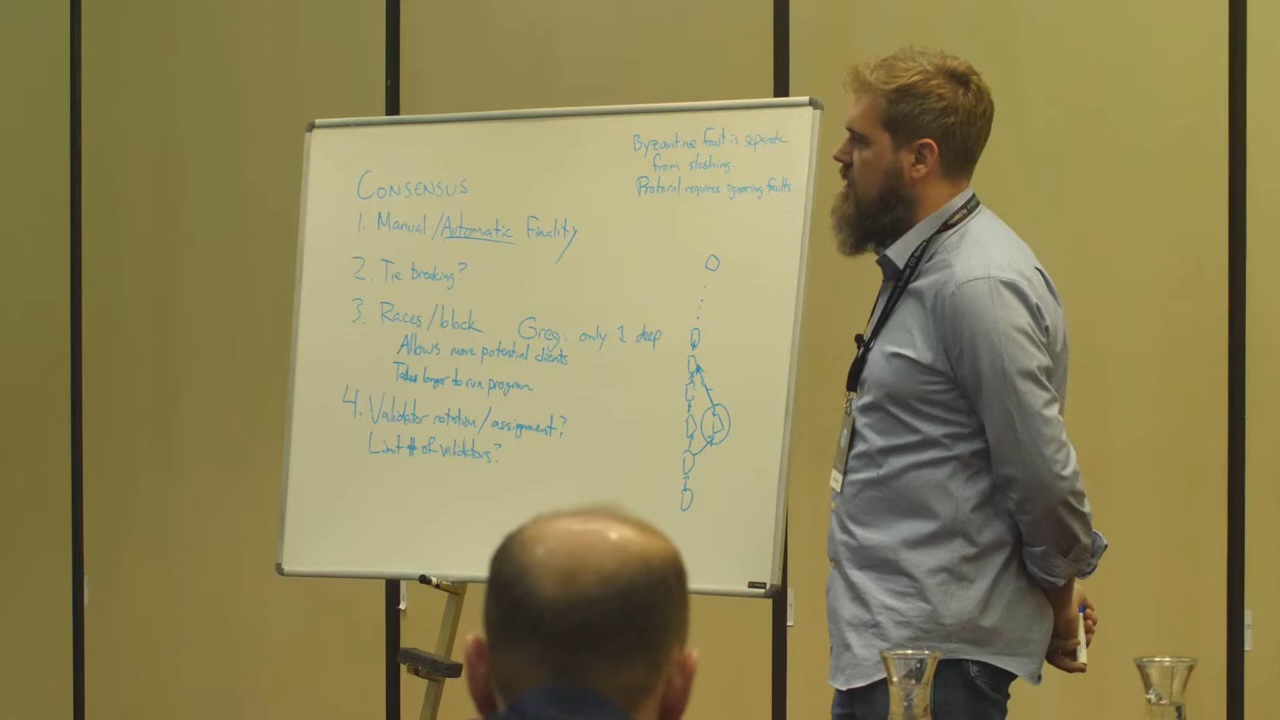 Byzantine fault is separate
from slashing.
Protocol requires ignoring faults
CONSENSUS
1. Manual/Automatic Finality
2. Tie breaking?
3. Races/block
Greg, only 1 deep
Allows more potential clients
Takes longer to run program
4. Validator rotation/assignment?
Limit # of validators?